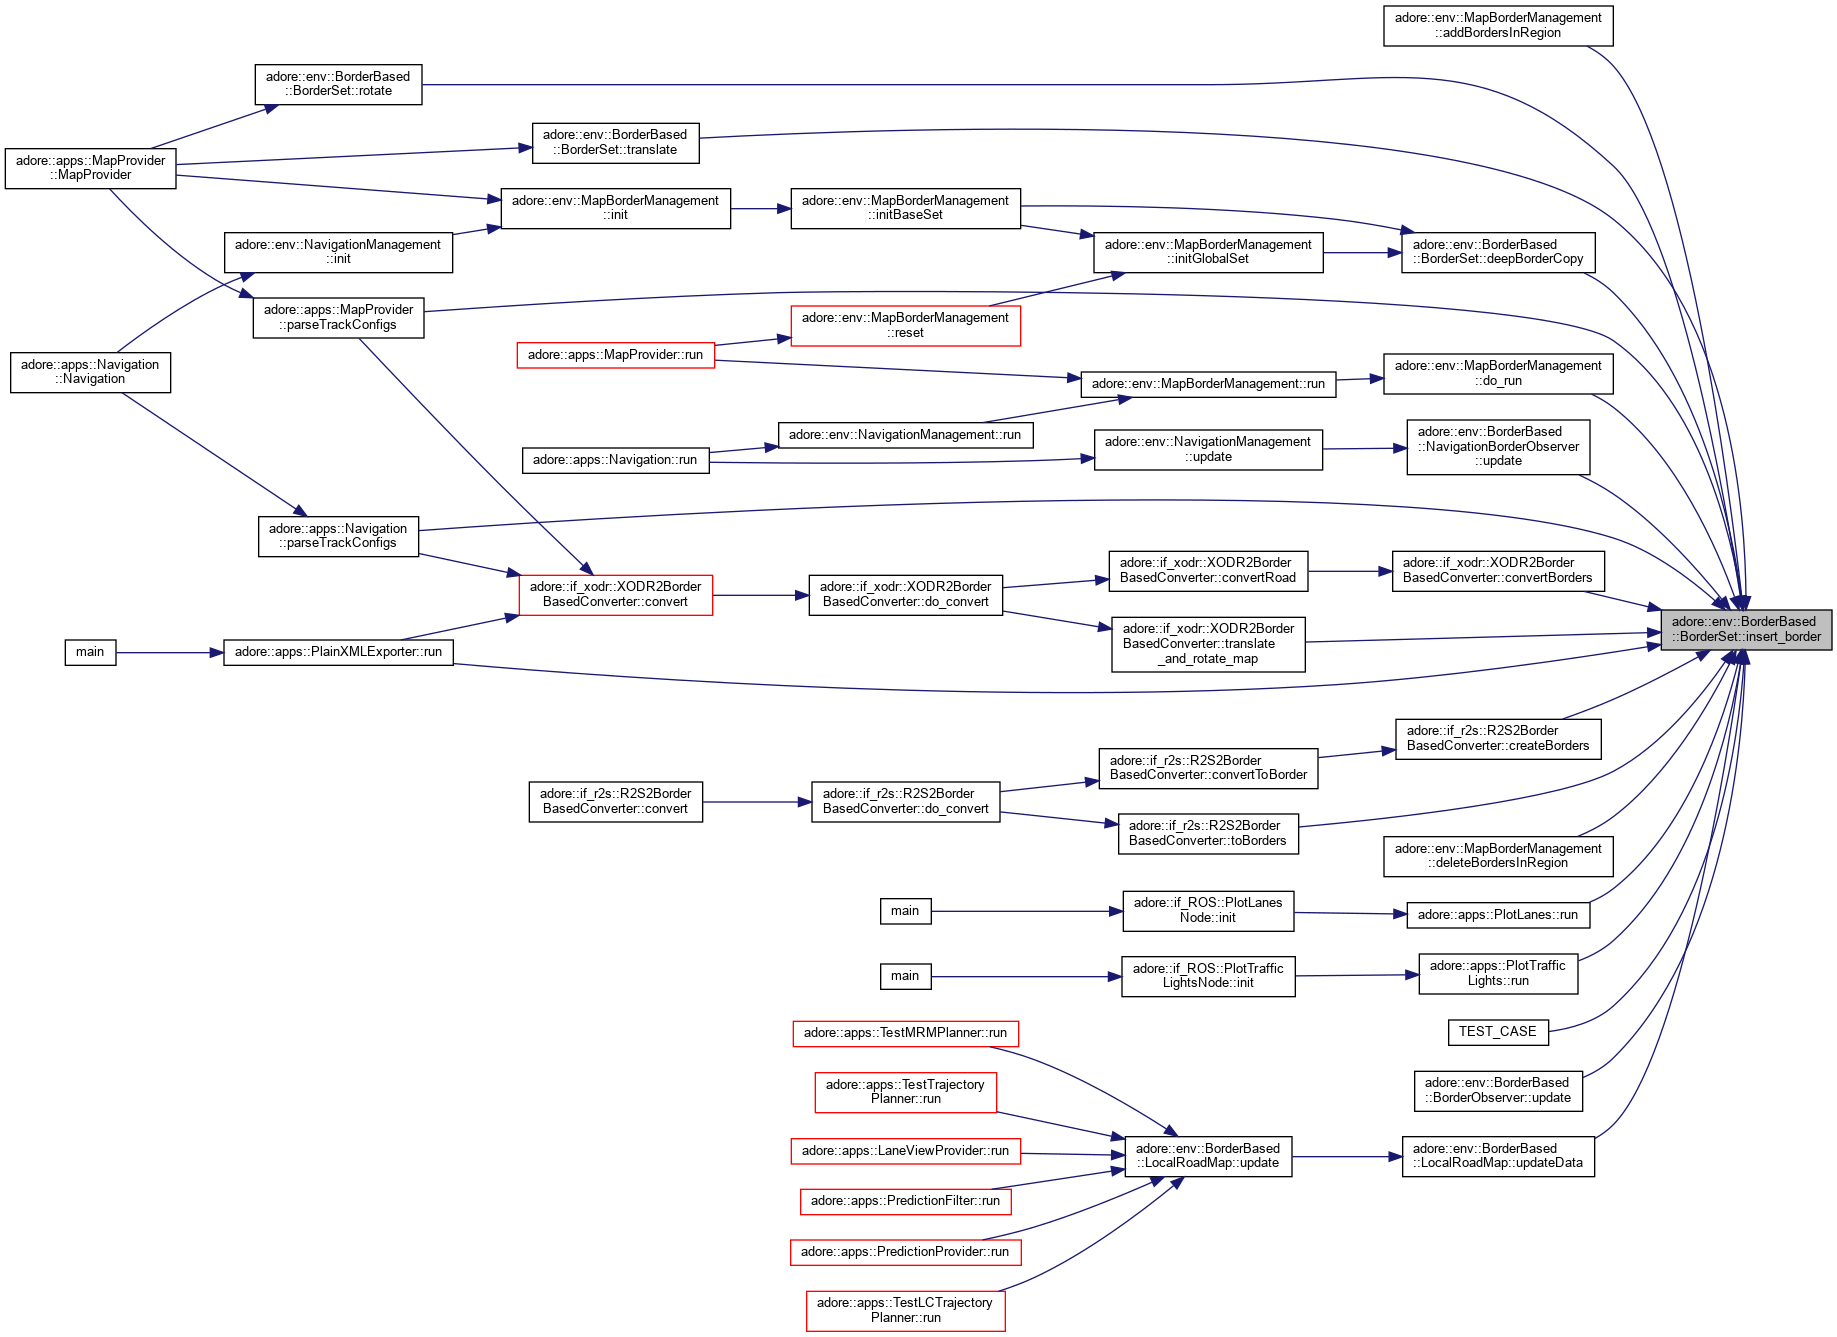 adore::env::MapBorderManagement
::addBordersInRegion
adore::env::BorderBased
::BorderSet::rotate
adore::env::BorderBased
::BorderSet::translate
adore::apps::MapProvider
::MapProvider
adore::env::MapBorderManagement
::init
adore::env::MapBorderManagement
::initBaseSet
adore::env::NavigationManagement
::init
adore::env::MapBorderManagement
::initGlobalSet
adore::env::BorderBased
::BorderSet::deepBorderCopy
adore::apps::MapProvider
::parseTrackConfigs
adore::env::MapBorderManagement
::reset
adore::apps::MapProvider::run
adore::apps::Navigation
::Navigation
adore::env::MapBorderManagement::run
adore::env::MapBorderManagement
::do_run
adore::env::NavigationManagement::run
adore::apps::Navigation::run
adore::env::NavigationManagement
::update
adore::env::BorderBased
::NavigationBorderObserver
::update
adore::apps::Navigation
::parseTrackConfigs
adore::if_xodr::XODR2Border
BasedConverter::convert
adore::if_xodr::XODR2Border
BasedConverter::do_convert
adore::if_xodr::XODR2Border
BasedConverter::convertRoad
adore::if_xodr::XODR2Border
BasedConverter::convertBorders
adore::env::BorderBased
::BorderSet::insert_border
main
adore::apps::PlainXMLExporter::run
adore::if_xodr::XODR2Border
BasedConverter::translate
_and_rotate_map
adore::if_r2s::R2S2Border
BasedConverter::createBorders
adore::if_r2s::R2S2Border
BasedConverter::convertToBorder
adore::if_r2s::R2S2Border
BasedConverter::convert
adore::if_r2s::R2S2Border
BasedConverter::do_convert
adore::if_r2s::R2S2Border
BasedConverter::toBorders
adore::env::MapBorderManagement
::deleteBordersInRegion
main
adore::if_ROS::PlotLanes
Node::init
adore::apps::PlotLanes::run
main
adore::if_ROS::PlotTraffic
LightsNode::init
adore::apps::PlotTraffic
Lights::run
adore::apps::TestMRMPlanner::run
TEST_CASE
adore::apps::TestTrajectory
Planner::run
adore::env::BorderBased
::BorderObserver::update
adore::apps::LaneViewProvider::run
adore::env::BorderBased
::LocalRoadMap::update
adore::env::BorderBased
::LocalRoadMap::updateData
adore::apps::PredictionFilter::run
adore::apps::PredictionProvider::run
adore::apps::TestLCTrajectory
Planner::run